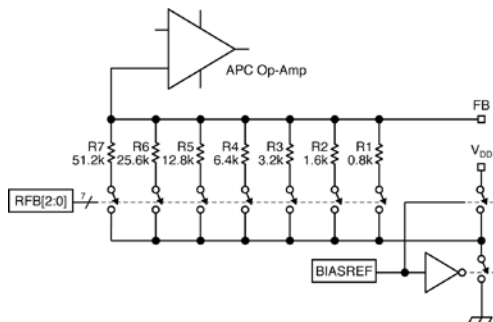 APC Op-Amp
FB
R7
51.2k
R6
25.6k
R5
12.8k
R4
6.4k
R3
3.2k
R2
1.6k
R1
0.8k
VDD
RFB[2:0]
7
BIASREF